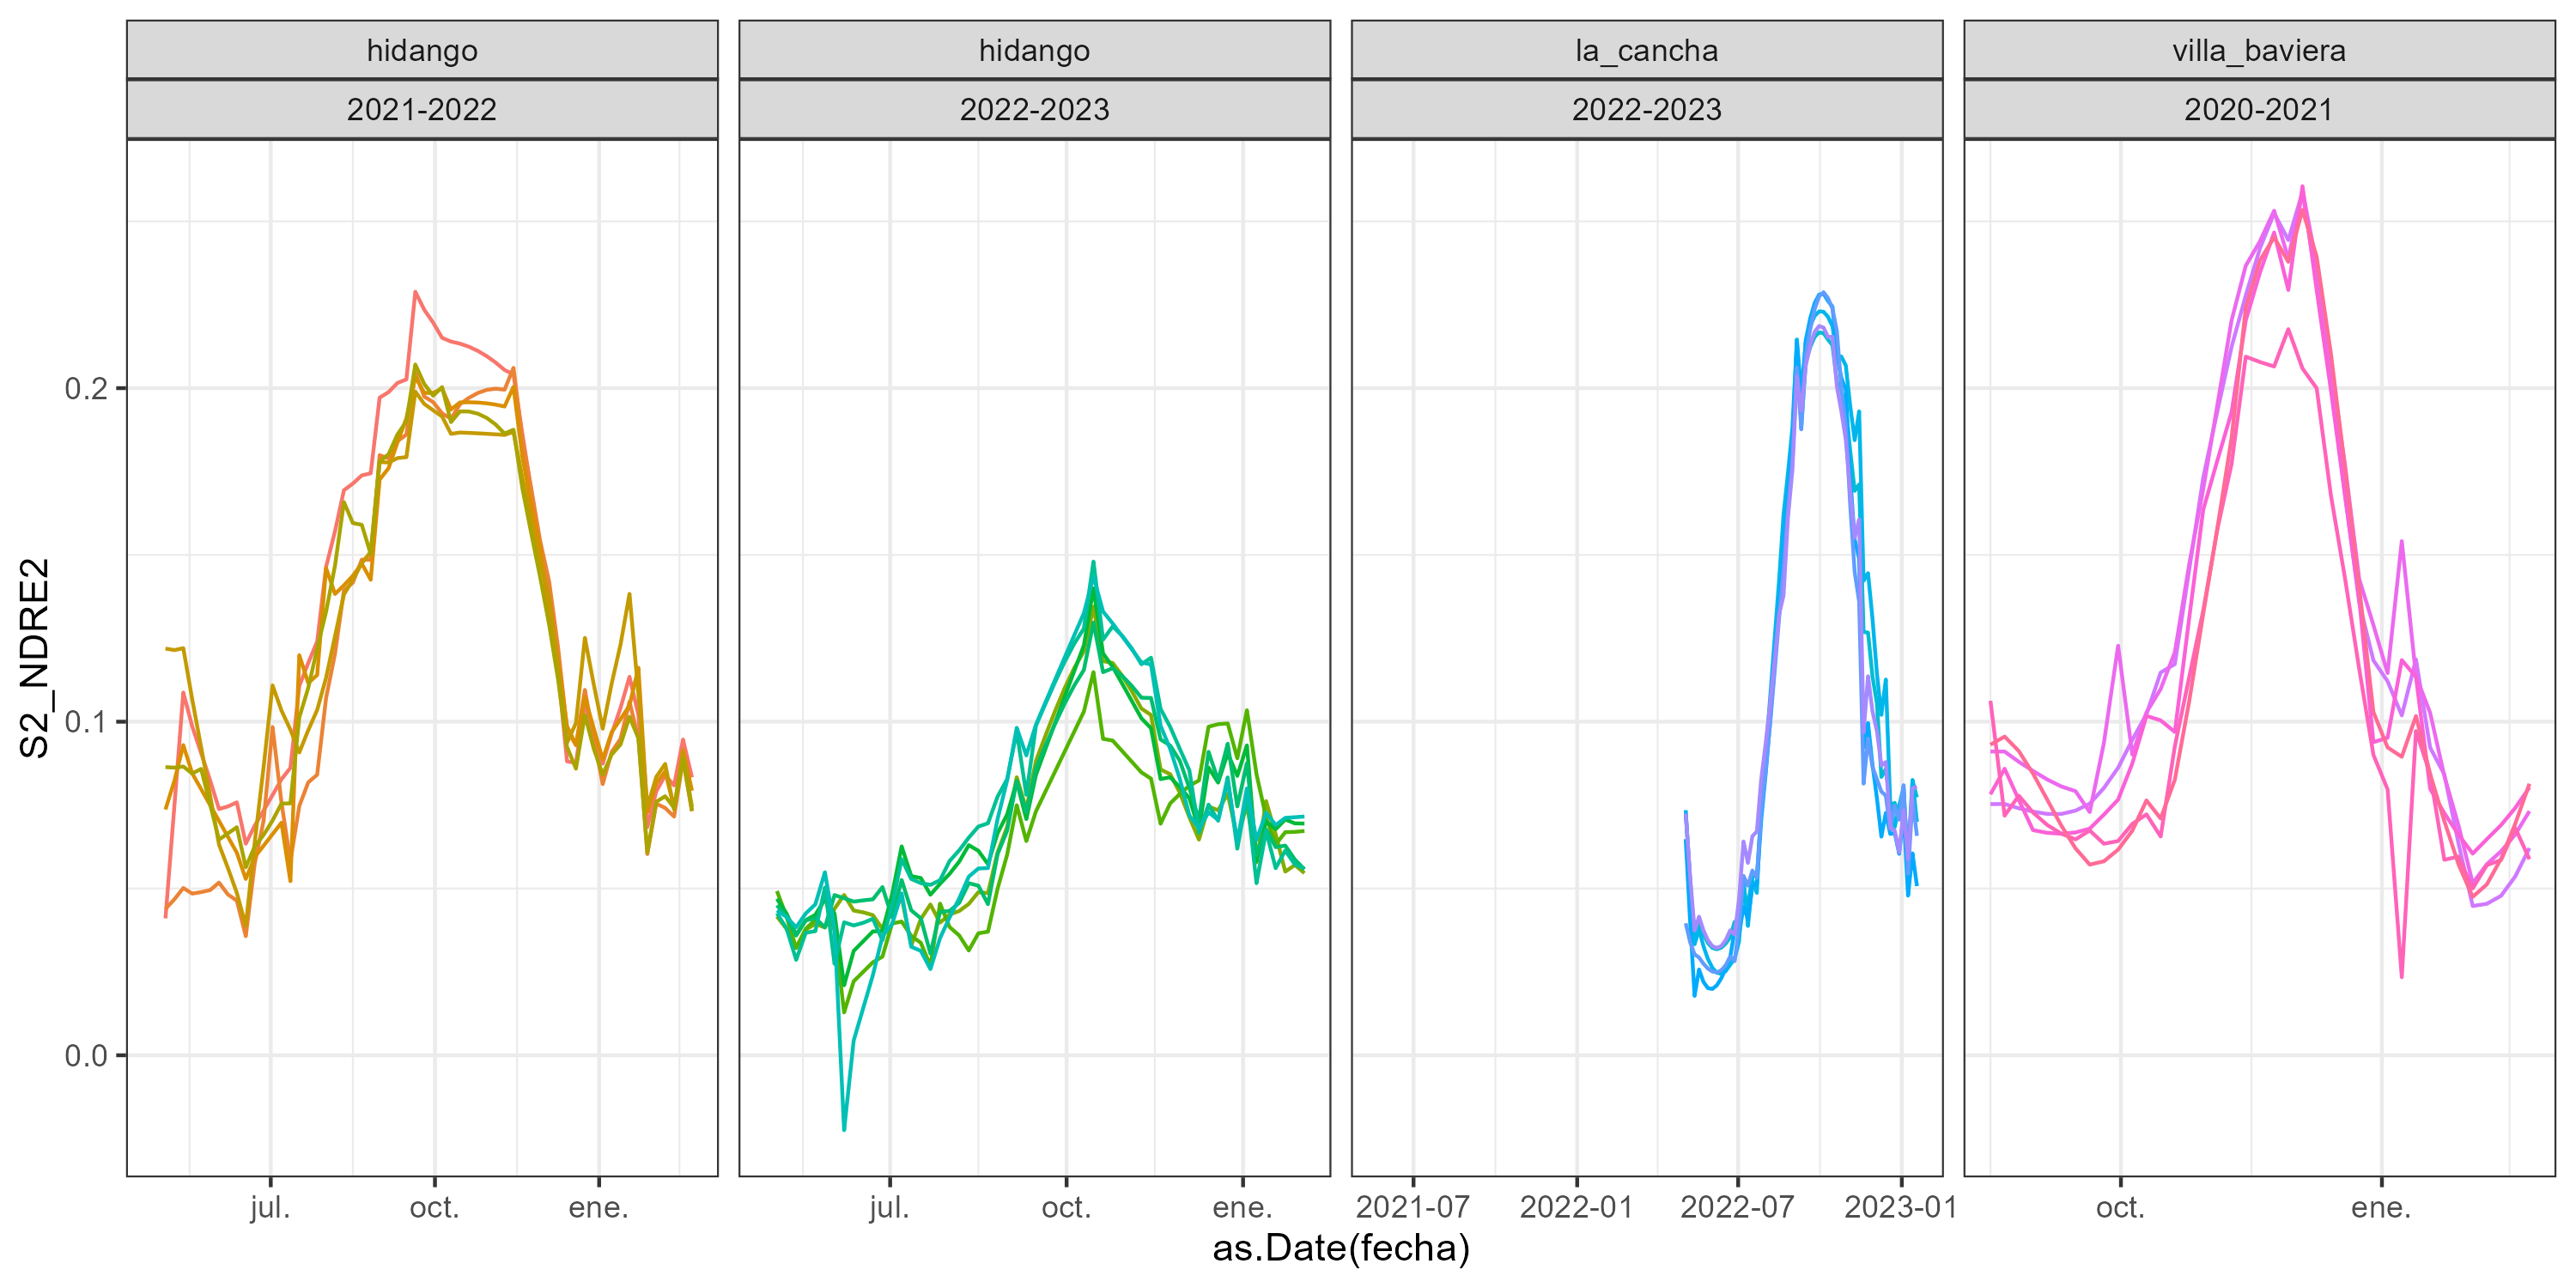 hidango
hidango
la_cancha
villa_baviera
2021-2022
2022-2023
2022-2023
2020-2021
S2_NDRE2
0.2
0.1
0.0
jul.
oct.
ene.
jul.
oct.
ene.
2021-07
2022-01
2022-07
2023-01
oct.
ene.
as.Date(fecha)